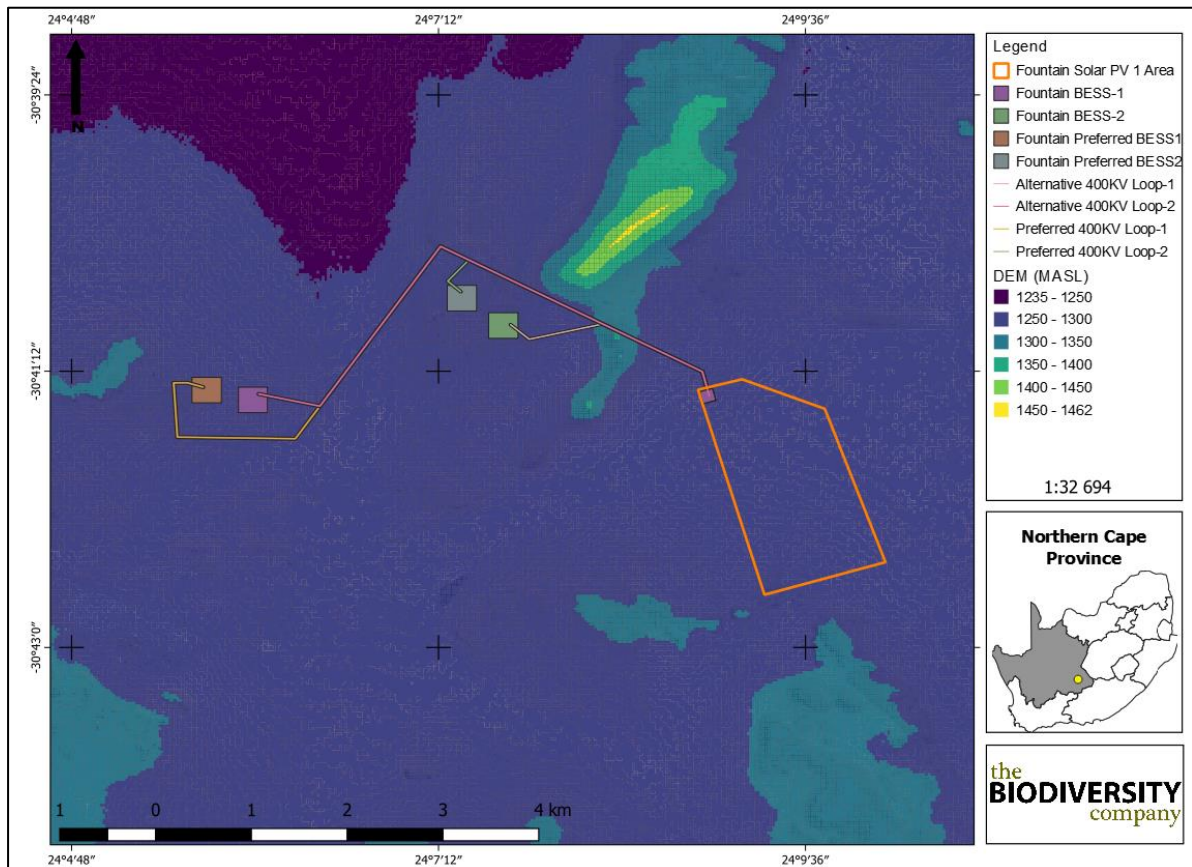 24°4'48"
24°7'12"
24°9'36"
-30°39'24"
-30°41'12"
-30°43'0"
N
Legend
Fountain Solar PV 1 Area
Fountain BESS-1
Fountain BESS-2
Fountain Preferred BESS1
Fountain Preferred BESS2
Alternative 400KV Loop-1
Alternative 400KV Loop-2
Preferred 400KV Loop-1
Preferred 400KV Loop-2
DEM (MASL)
1235 - 1250
1250 - 1300
1300 - 1350
1350 - 1400
1400 - 1450
1450 - 1462
1:32 694
Northern Cape
Province
the
BIODIVERSITY
company
1 0 1 2 3 4 km
24°4'48"
24°7'12"
24°9'36"